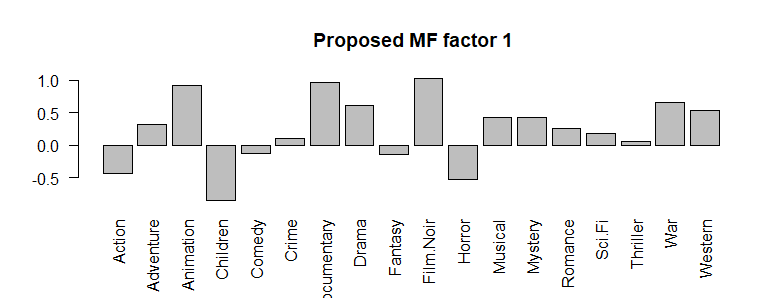 Proposed MF factor 1
1.0
0.5
0.0
-0.5
Action
Adventure
Animation
Children
Comedy
Crime
ocumentary
Drama
Fantasy
Film.Noir
Horror
Musical
Mystery
Romance
Sci.Fi
Thriller
War
Western